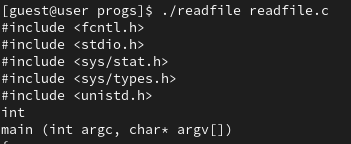 [guest@user progs]$ ./readfile readfile.c
#include <fcntl.h>
#include <stdio.h>
#include <sys/stat.h>
#include <sys/types.h>
#include <unistd.h>
int
main (int argc, char* argv[])
{